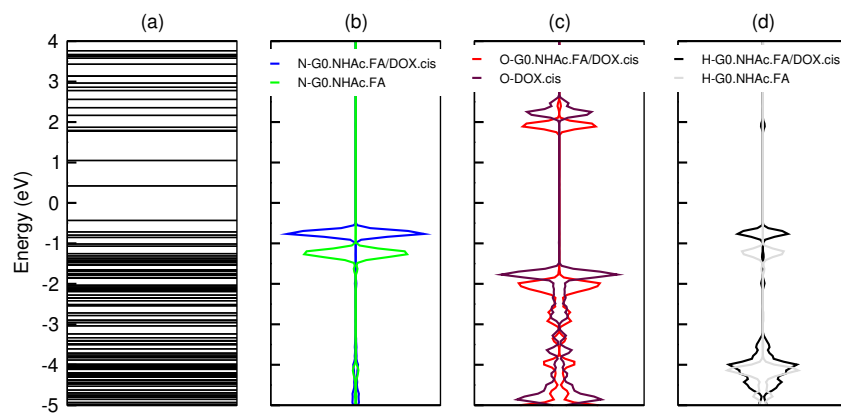 (a) (b) (c) (d)
4
3
2
1
0
-1
-2
-3
-4
-5
Energy (eV)
N-G0.NHAc.FA/DOX.cis
N-G0.NHAc.FA
O-G0.NHAc.FA/DOX.cis
O-DOX.cis
H-G0.NHAc.FA/DOX.cis
H-G0.NHAc.FA